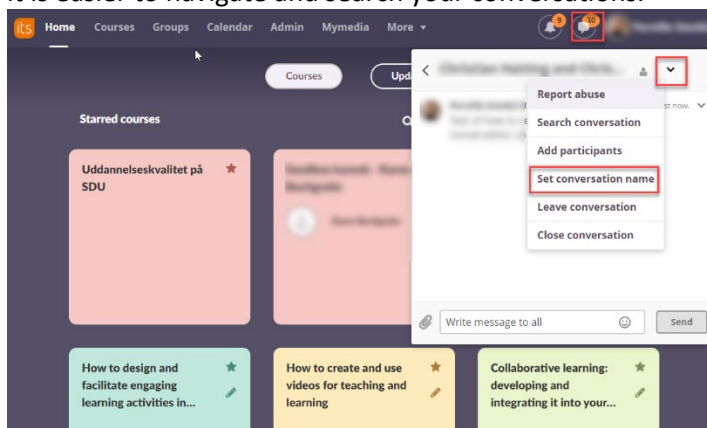 it is easier to navigate and search your conversations.
its Home Courses Groups Calendar Admin Mymedia More 9 10
Courses Upd
Starred courses
Report abuse
st now.
Search conversation
Add participants
Set conversation name
Leave conversation
Close conversation
Uddannelseskvalitet på
SDU
Write message to all Send
How to design and
facilitate engaging
learning activities in...
How to create and use
videos for teaching and
learning
Collaborative learning:
developing and
integrating it into your...